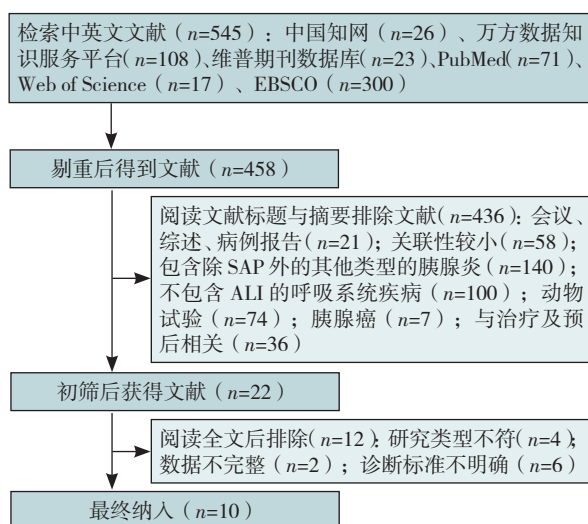 检索中英文文献（n=545）：中国知网（n=26）、万方数据知
识服务平台（n=108）、维普期刊数据库（n=23）、PubMed（n=71）、
Web of Science（n=17）、EBSCO（n=300）
剔重后得到文献（n=458）
阅读文献标题与摘要排除文献（n=436）：会议、
综述、病例报告（n=21）；关联性较小（n=58）；
包含除 SAP 外的其他类型的胰腺炎（n=140）；
不包含 ALI 的呼吸系统疾病（n=100）；动物
试验（n=74）；胰腺癌（n=7）；与治疗及预
后相关（n=36）
初筛后获得文献（n=22）
阅读全文后排除（n=12）：研究类型不符（n=4）；
数据不完整（n=2）；诊断标准不明确（n=6）
最终纳入（n=10）